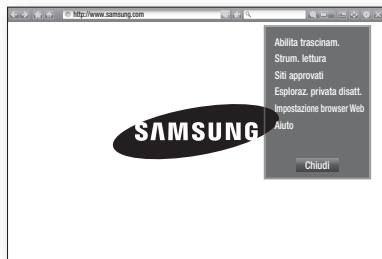 http://www.samsung.com
Abilita trascinam.
Strum. lettura
Siti approvati
Esploraz. privata disatt.
Impostazione browser Web
Aiuto
SAMSUNG
Chiudi